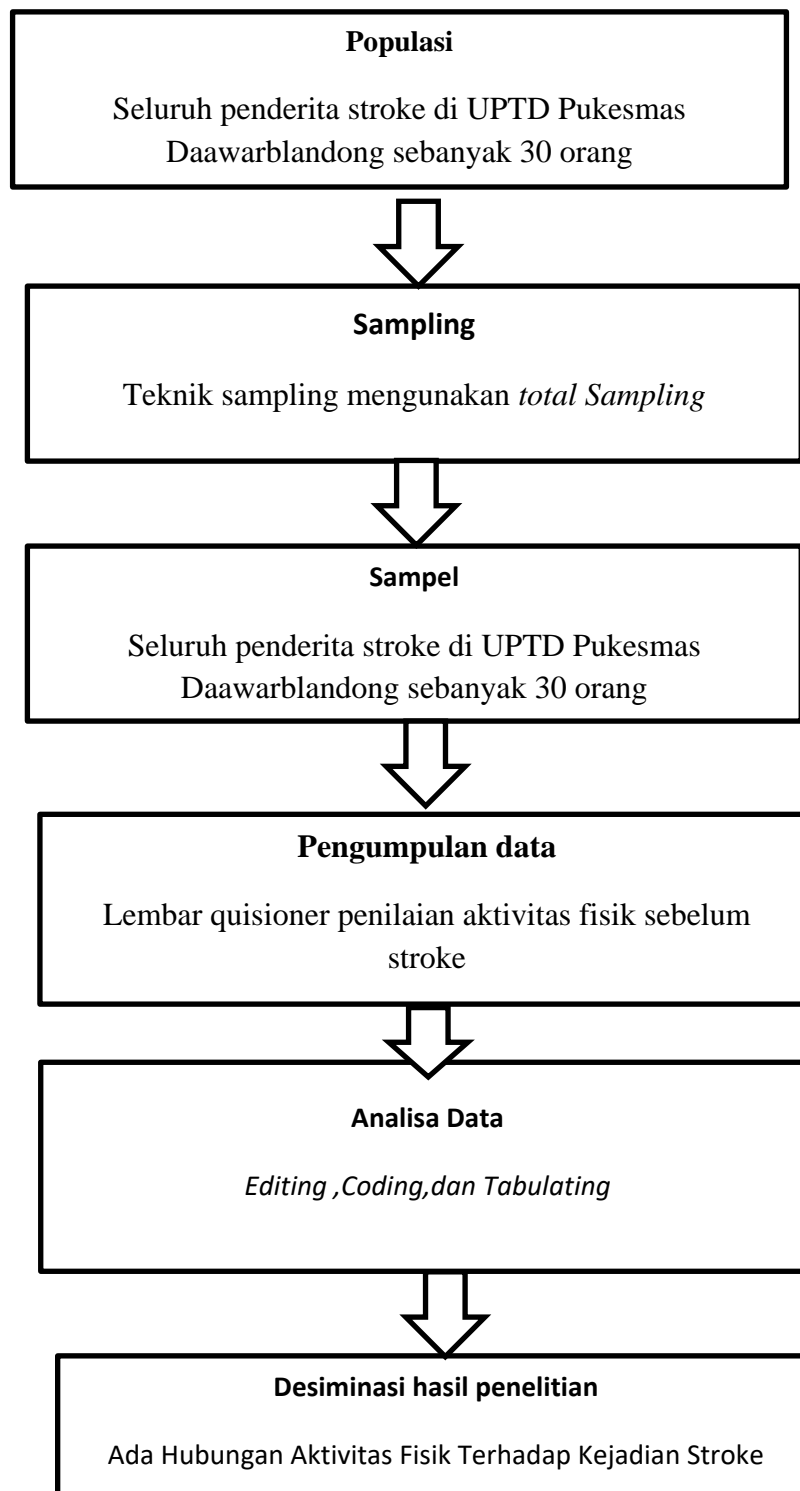 Populasi
Seluruh penderita stroke di UPTD Pukesmas
Daawarblandong sebanyak 30 orang
Sampling
Teknik sampling mengunakan total Sampling
Sampel
Seluruh penderita stroke di UPTD Pukesmas
Daawarblandong sebanyak 30 orang
Pengumpulan data
Lembar quisioner penilaian aktivitas fisik sebelum
stroke
Analisa Data
Editing ,Coding,dan Tabulating
Desiminasi hasil penelitian
Ada Hubungan Aktivitas Fisik Terhadap Kejadian Stroke